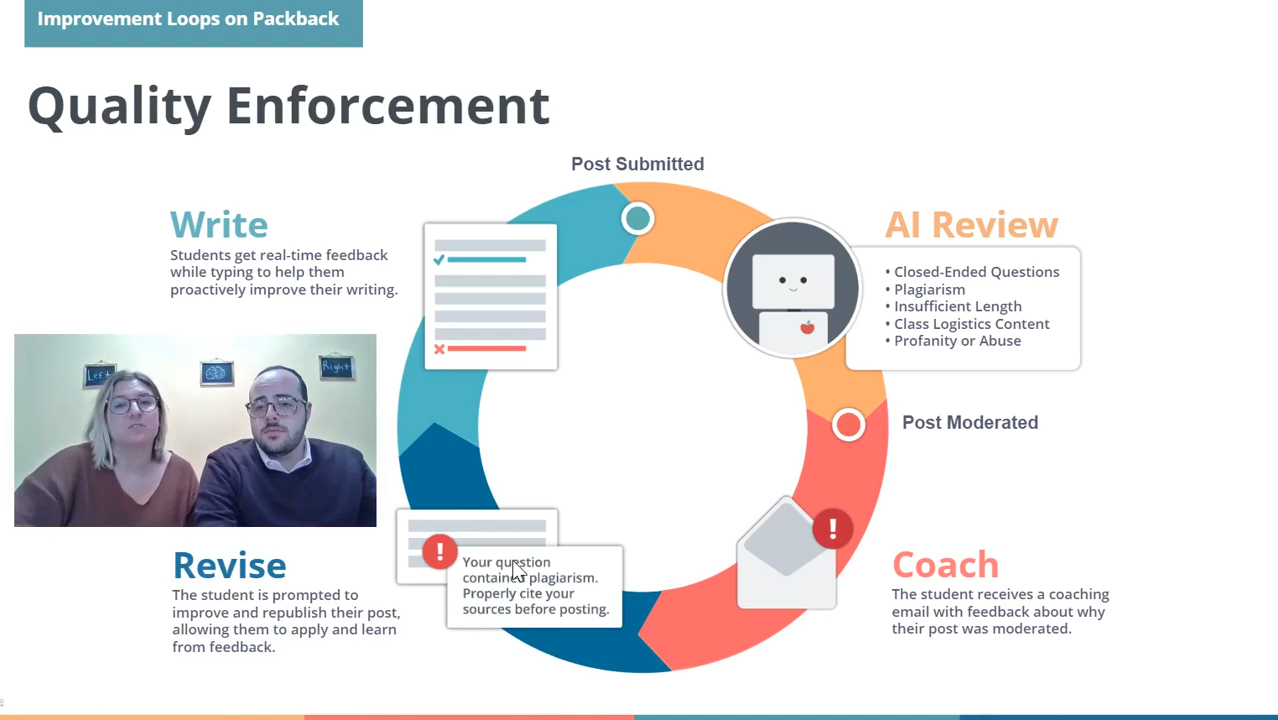 Improvement Loops on Packback
Quality Enforcement
Post Submitted
Write
Students get real-time feedback
while typing to help them
proactively improve their writing.
AI Review
• Closed-Ended Questions
• Plagiarism
• Insufficient Length
• Class Logistics Content
• Profanity or Abuse
Left
Right
Post Moderated
Revise
The student is prompted to
improve and republish their post,
allowing them to apply and learn
from feedback.
Your question
contains plagiarism.
Properly cite your
sources before posting.
Coach
The student receives a coaching
email with feedback about why
their post was moderated.